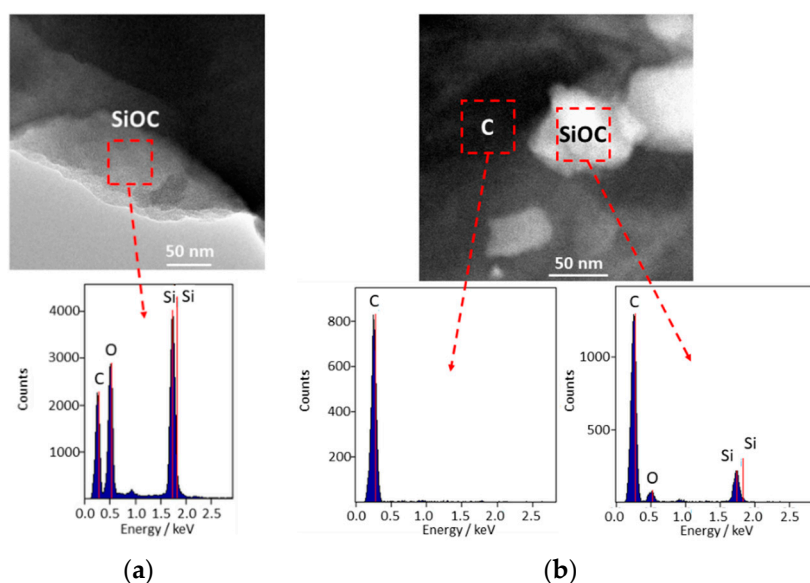 SiOC
50 nm
C
SiOC
50 nm
4000
3000
2000
1000
Counts
C
O
Si
Si
0.0 0.5 1.0 1.5 2.0 2.5
Energy / keV
800
600
400
200
Counts
C
0.0 0.5 1.0 1.5 2.0 2.5
Energy / keV
1000
500
Counts
C
O
Si
Si
0.0 0.5 1.0 1.5 2.0 2.5
Energy / keV
(a)
(b)